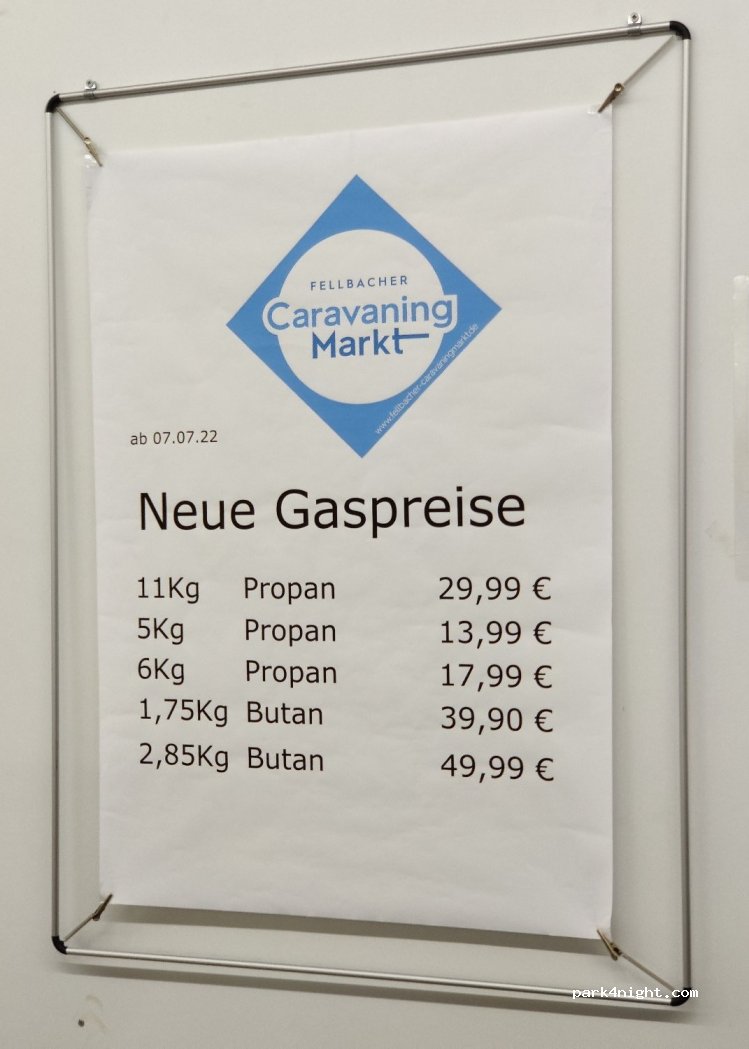 FELLBACHER
Caravaning
Markt
www.fellbacher-caravaningmarkt.de
ab 07.07.22
Neue Gaspreise
11Kg Propan 29,99 €
5Kg Propan 13,99 €
6Kg Propan 17,99 €
1,75Kg Butan 39,90 €
2,85Kg Butan 49,99 €
park4night.com